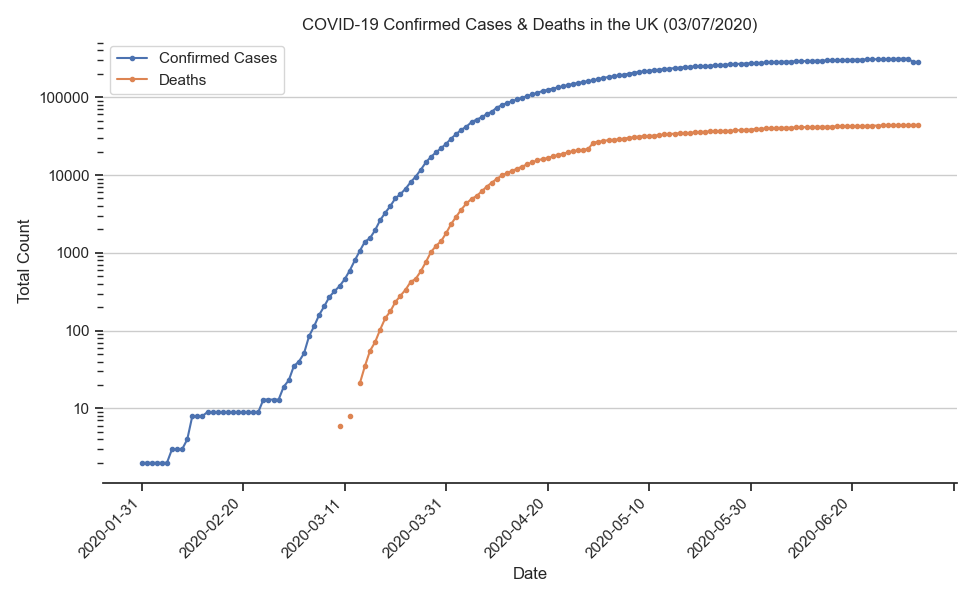 COVID-19 Confirmed Cases & Deaths in the UK (03/07/2020)
Confirmed Cases
Deaths
100000
10000
1000
100
10
Total Count
2020-01-31
2020-02-20
2020-03-11
2020-03-31
2020-04-20
2020-05-10
2020-05-30
2020-06-20
Date